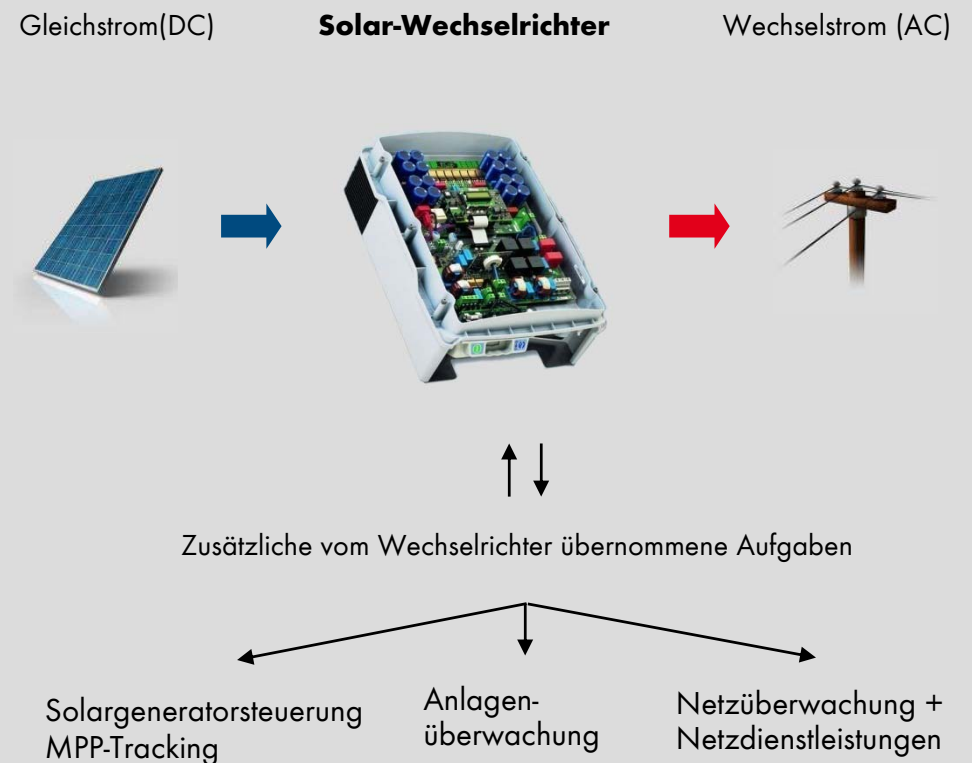 Gleichstrom(DC)
Solar-Wechselrichter
Wechselstrom (AC)
Zusätzliche vom Wechselrichter übernommene Aufgaben
Solargeneratorsteuerung
MPP-Tracking
Anlagen-
überwachung
Netzüberwachung +
Netzdienstleistungen